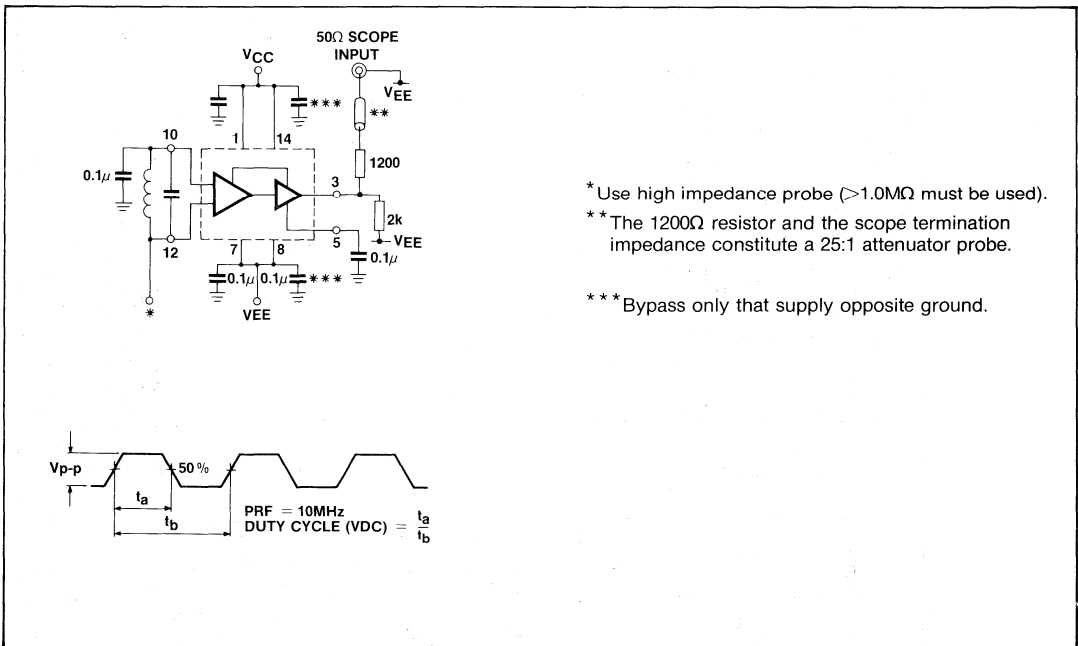 50Ω SCOPE
INPUT
VCC
VEE
***
**
10
1
14
0.1μ
1200
3
2k
VEE
12
7
8
5
0.1μ
0.1μ
0.1μ
***
*
VEE
*Use high impedance probe (>1.0MΩ must be used).
**The 1200Ω resistor and the scope termination
impedance constitute a 25:1 attenuator probe.
***Bypass only that supply opposite ground.
Vp-p
50%
ta
tb
PRF = 10MHz
DUTY CYCLE (VDC) = ta/tb